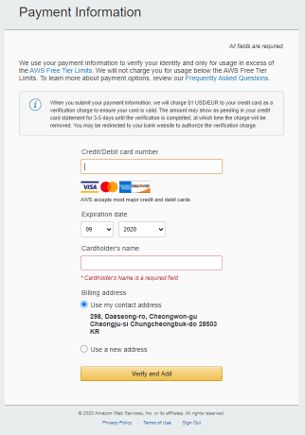 Payment Information
All fields are required.
We use your payment information to verify your identity and only for usage in excess of
the AWS Free Tier Limits. We will not charge you for usage below the AWS Free Tier
Limits. To learn more about payment options, review our Frequently Asked Questions.
i
When you submit your payment information, we will charge $1 USD/EUR to your credit card as a
verification charge to ensure your card is valid. The amount may show as pending in your credit
card statement for 3-5 days until the verification is completed, at which time the charge will be
removed. You may be redirected to your bank website to authorize the verification charge.
Credit/Debit card number
VISA DISCOVER
AWS accepts most major credit and debit cards.
Expiration date
09 2020
Cardholder's name
* Cardholder's Name is a required field
Billing address
Use my contact address
298, Daeseong-ro, Cheongwon-gu
Cheongju-si Chungcheongbuk-do 28503
KR
Use a new address
Verify and Add
© 2020 Amazon Web Services, Inc. or its affiliates. All rights reserved.
Privacy Policy Terms of Use Sign Out